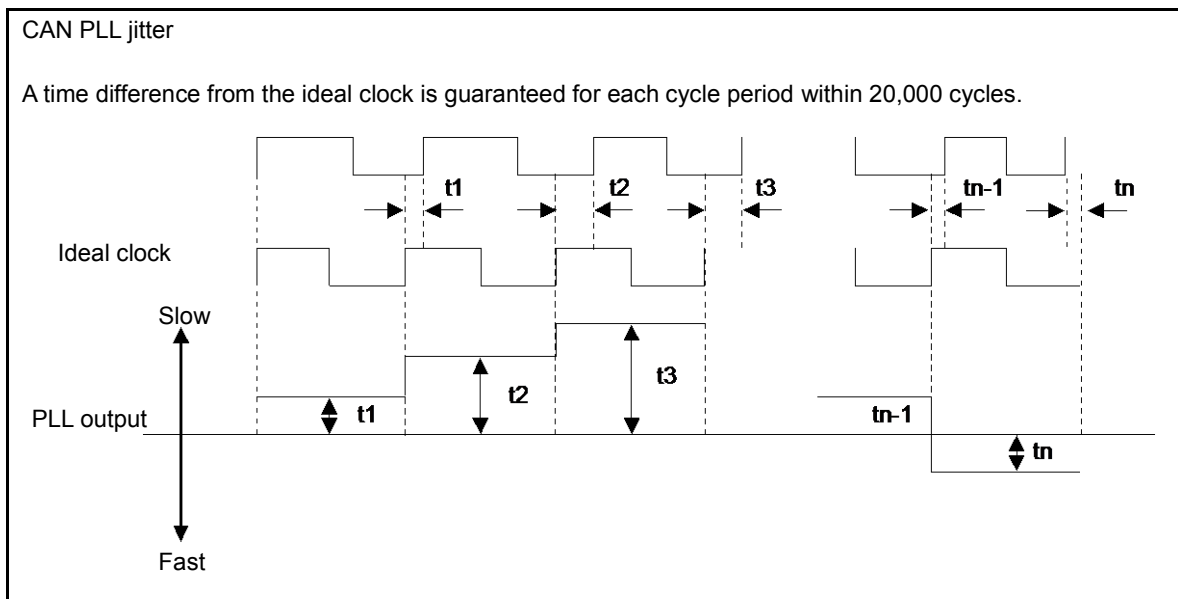 CAN PLL jitter
A time difference from the ideal clock is guaranteed for each cycle period within 20,000 cycles.
t1
t2
t3
tn-1
tn
Ideal clock
Slow
t1
t2
t3
PLL output
tn-1
tn
Fast